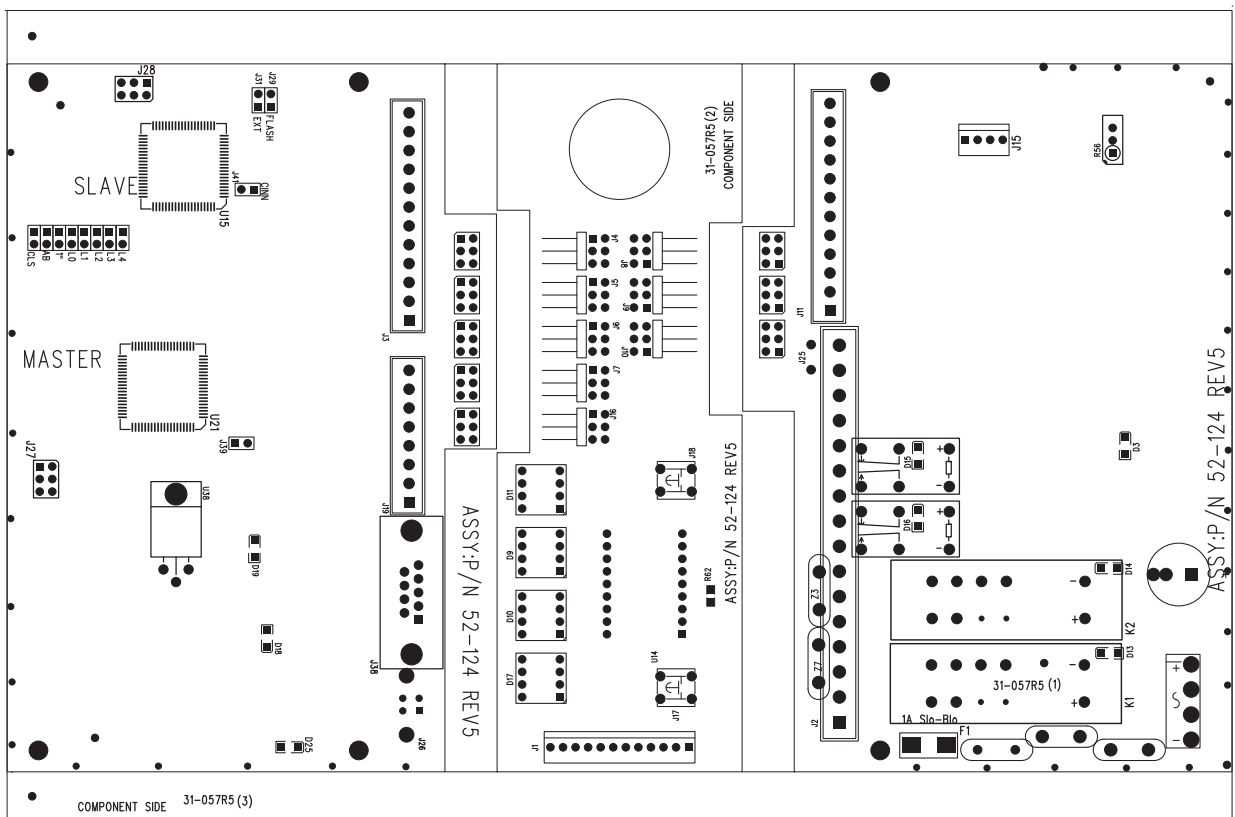 J28
J31
J29
EXT
FLASH
SLAVE
U15
J41
CINN
CLS
AB
1"
L0
L1
L2
L3
L4
MASTER
U21
J39
J27
U38
D19
D18
D25
J3
J19
J38
J26
ASSY:P/N 52-124 REV5
31-057R5(2)
COMPONENT SIDE
J4
J8
J5
J9
J6
J10
J7
J16
J18
D11
D9
D10
D17
R62
U14
J17
J1
ASSY:P/N 52-124 REV5
J11
J25
J15
R56
D3
D15
+
-
D16
+
-
Z3
Z7
J2
D14
-
+
K2
D13
-
+
K1
31-057R5 (1)
1A Slo-Blo
F1
+
+
-
ASSY:P/N 52-124 REV5
COMPONENT SIDE 31-057R5 (3)